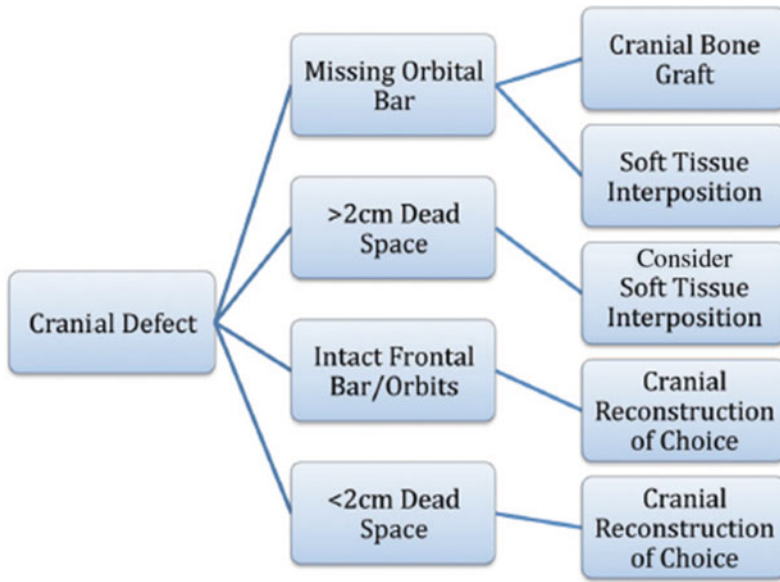 Cranial Defect
Missing Orbital
Bar
>2cm Dead
Space
Intact Frontal
Bar/Orbits
<2cm Dead
Space
Cranial Bone
Graft
Soft Tissue
Interposition
Consider
Soft Tissue
Interposition
Cranial
Reconstruction
of Choice
Cranial
Reconstruction
of Choice